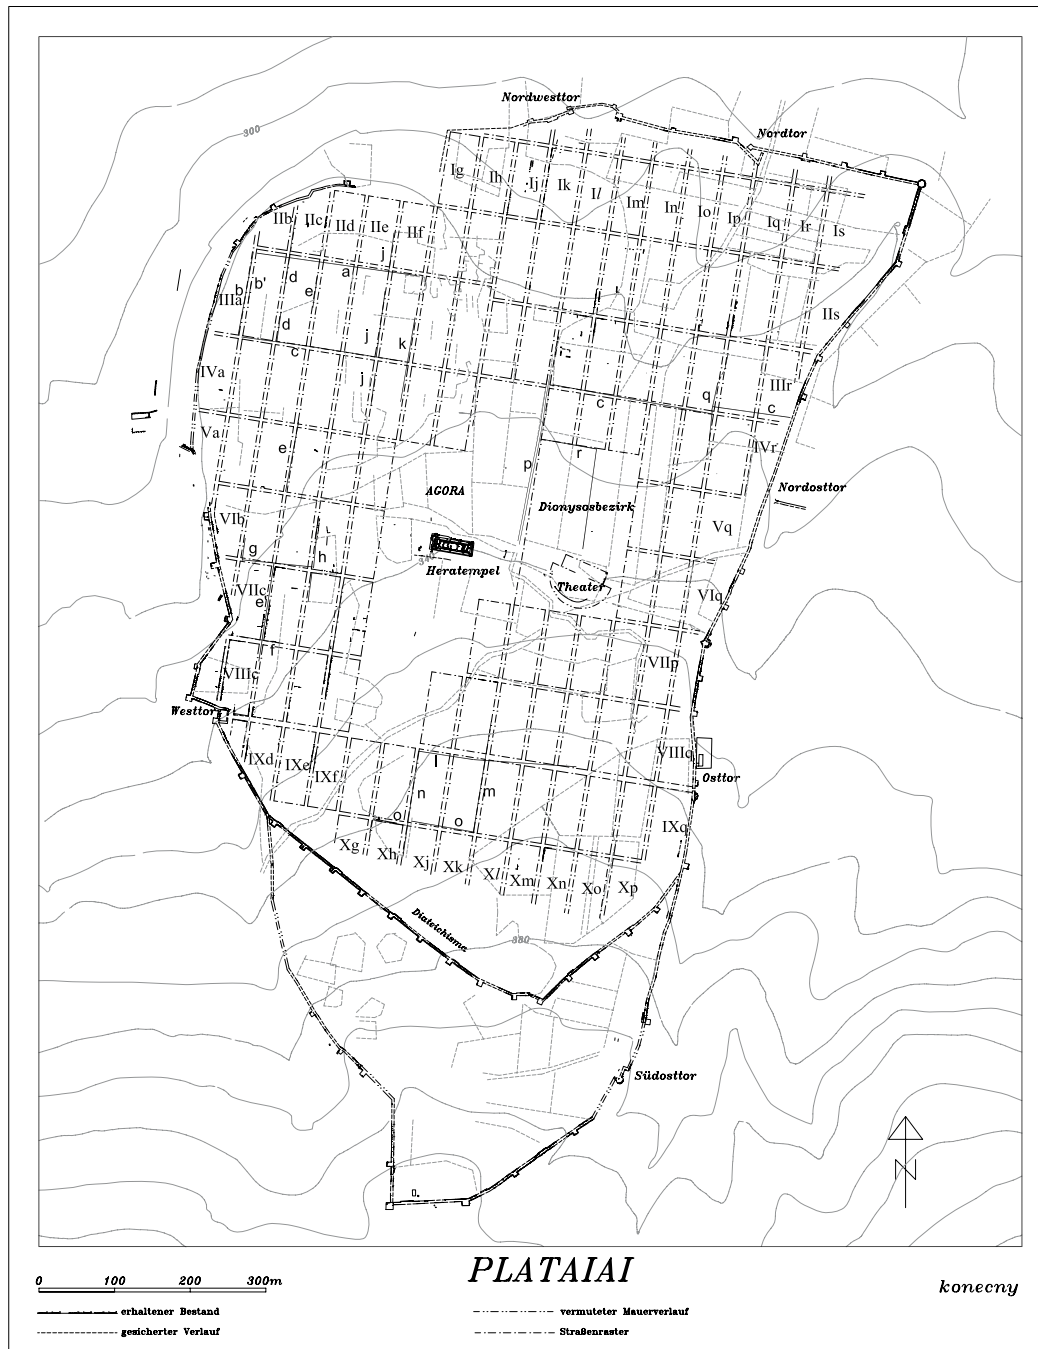 Nordwesttor
Nordtor
300
Ig Ih Ij Ik Il Im In Io Ip Iq Ir Is
IIb IIc IId IIe IIf
j
a
b b' d e
IIIa
IIs
d
c
j
k
j
IVa
IIIr
q
c
c
Va
e
IVr
r
p
AGORA
Dionysosbezirk
Nordosttor
VIb
Vq
g
h
340
Heratempel
Theater
VIIc
e
VIq
f
VIIp
VIIIc
Westtor
VIIIq
IXd IXe IXf
l
Osttor
n
m
o
o
IXq
Xg Xh Xj Xk Xl Xm Xn Xo Xp
Diateichisma
380
Südosttor
N
PLATAIAI
0 100 200 300m
konecny
erhaltener Bestand
vermuteter Mauerverlauf
gesicherter Verlauf
Straßenraster